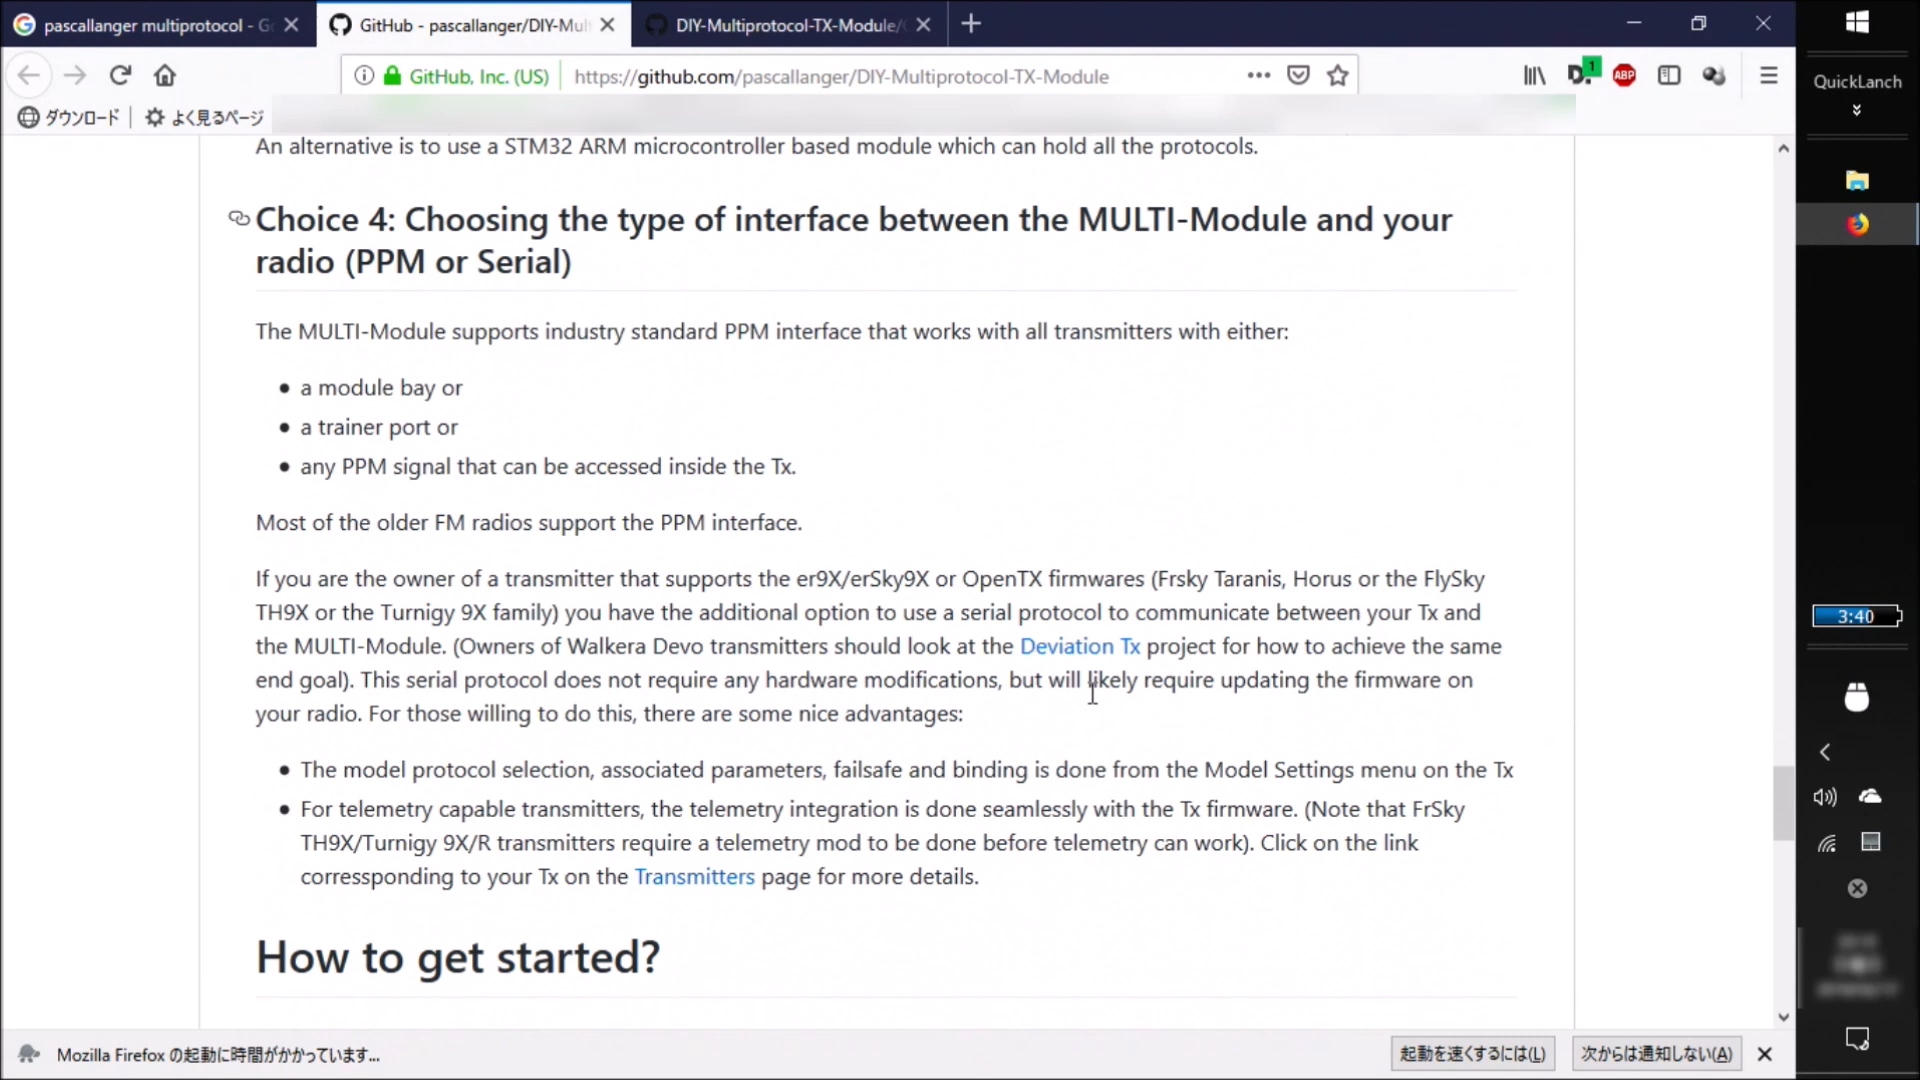 pascallanger multiprotocol - Go
GitHub - pascallanger/DIY-Mult
DIY-Multiprotocol-TX-Module/
GitHub, Inc. (US)
https://github.com/pascallanger/DIY-Multiprotocol-TX-Module
1
ABP
QuickLanch
ダウンロード
よく見るページ
An alternative is to use a STM32 ARM microcontroller based module which can hold all the protocols.
Choice 4: Choosing the type of interface between the MULTI-Module and your
radio (PPM or Serial)
The MULTI-Module supports industry standard PPM interface that works with all transmitters with either:
a module bay or
a trainer port or
any PPM signal that can be accessed inside the Tx.
Most of the older FM radios support the PPM interface.
If you are the owner of a transmitter that supports the er9X/erSky9X or OpenTX firmwares (Frsky Taranis, Horus or the FlySky
TH9X or the Turnigy 9X family) you have the additional option to use a serial protocol to communicate between your Tx and
the MULTI-Module. (Owners of Walkera Devo transmitters should look at the Deviation Tx project for how to achieve the same
end goal). This serial protocol does not require any hardware modifications, but will likely require updating the firmware on
your radio. For those willing to do this, there are some nice advantages:
The model protocol selection, associated parameters, failsafe and binding is done from the Model Settings menu on the Tx
For telemetry capable transmitters, the telemetry integration is done seamlessly with the Tx firmware. (Note that FrSky
TH9X/Turnigy 9X/R transmitters require a telemetry mod to be done before telemetry can work). Click on the link
corressponding to your Tx on the Transmitters page for more details.
How to get started?
3:40
Mozilla Firefox の起動に時間がかかっています...
起動を速くするには(L)
次からは通知しない(A)